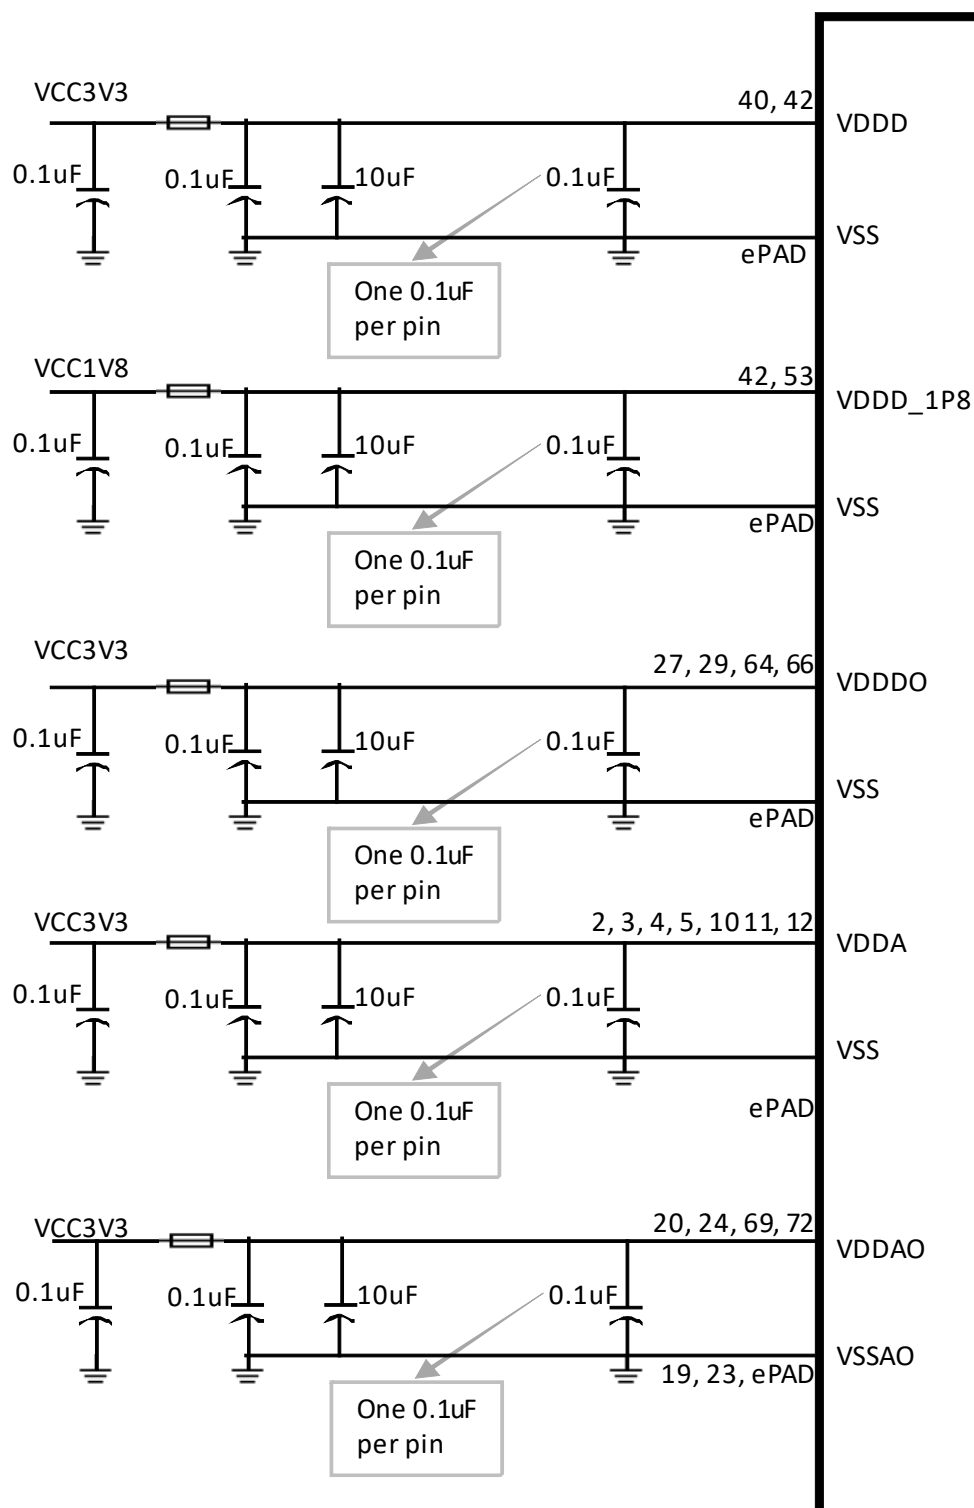 VCC3V3
40, 42
VDDD
0.1uF
0.1uF
10uF
0.1uF
VSS
ePAD
One 0.1uF
per pin
VCC1V8
42, 53
VDDD_1P8
0.1uF
0.1uF
10uF
0.1uF
VSS
ePAD
One 0.1uF
per pin
VCC3V3
27, 29, 64, 66
VDDDO
0.1uF
0.1uF
10uF
0.1uF
VSS
ePAD
One 0.1uF
per pin
VCC3V3
2, 3, 4, 5, 10 11, 12
VDDA
0.1uF
0.1uF
10uF
0.1uF
VSS
ePAD
One 0.1uF
per pin
VCC3V3
20, 24, 69, 72
VDDAO
0.1uF
0.1uF
10uF
0.1uF
VSSAO
19, 23, ePAD
One 0.1uF
per pin